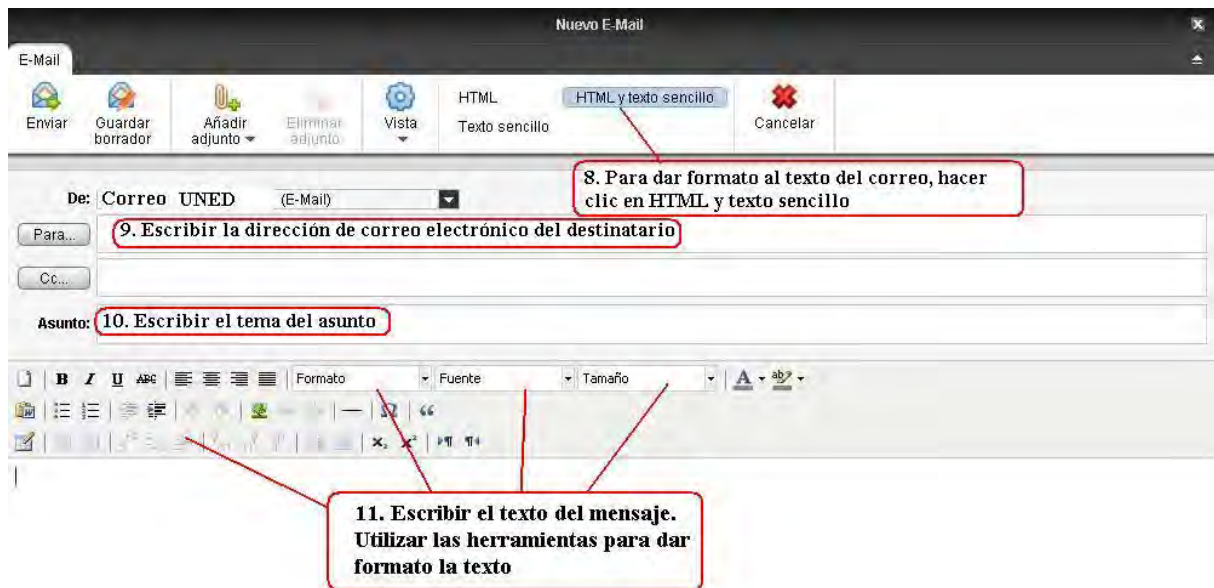 Nuevo E-Mail
E-Mail
Enviar
Guardar
borrador
Añadir
adjunto
Eliminar
adjunto
Vista
HTML
HTML y texto sencillo
Texto sencillo
Cancelar
8. Para dar formato al texto del correo, hacer
clic en HTML y texto sencillo
De: Correo UNED (E-Mail)
Para... 9. Escribir la dirección de correo electrónico del destinatario
Cc...
Asunto: 10. Escribir el tema del asunto
B I U ABC Formato Fuente Tamaño A ab
11. Escribir el texto del mensaje.
Utilizar las herramientas para dar
formato la texto